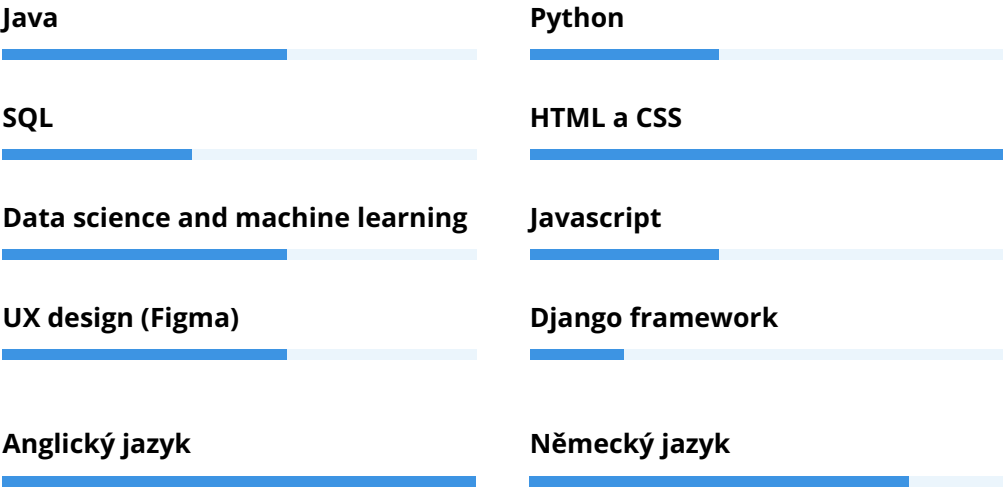 Java
Python
SQL
HTML a CSS
Data science and machine learning
Javascript
UX design (Figma)
Django framework
Anglický jazyk
Německý jazyk